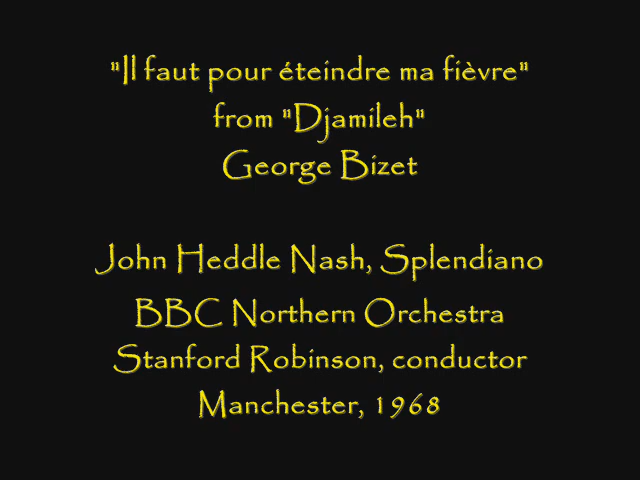 "Il faut pour éteindre ma fièvre"
from "Djamileh"
George Bizet
John Heddle Nash, Splendiano
BBC Northern Orchestra
Stanford Robinson, conductor
Manchester, 1968